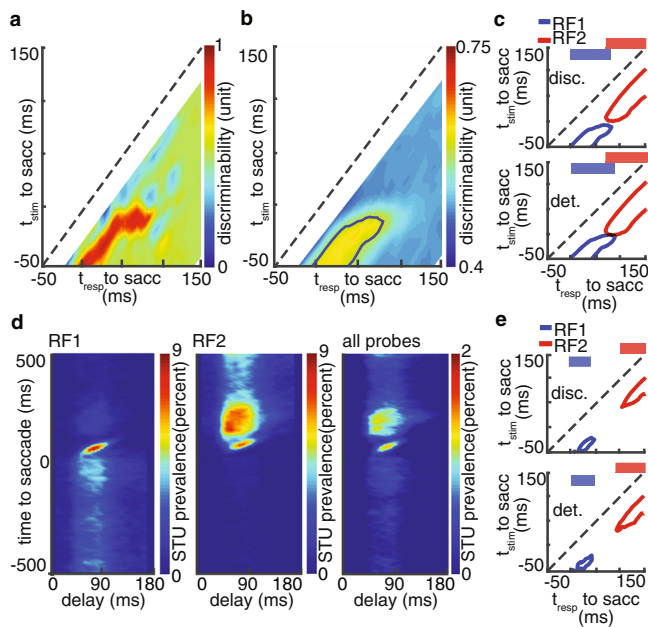 a
150
t_stim to sacc (ms)
-50
-50
150
t_resp to sacc
(ms)
1
0
discriminability (unit)
b
-50
150
t_resp to sacc
(ms)
0.75
0.4
discriminability (unit)
c
RF1
RF2
150
disc.
t_stim to sacc
(ms)
-50
150
det.
t_stim to sacc
(ms)
-50
-50
150
t_resp to sacc
(ms)
d
RF1
500
time to saccade (ms)
0
-500
0
180
delay (ms)
9
0
STU prevalence(percent)
RF2
0
180
delay (ms)
9
0
STU prevalence(percent)
all probes
0
180
delay (ms)
2
0
STU prevalence(percent)
e
RF1
RF2
150
disc.
t_stim to sacc
(ms)
-50
150
det.
t_stim to sacc
(ms)
-50
-50
150
t_resp to sacc
(ms)